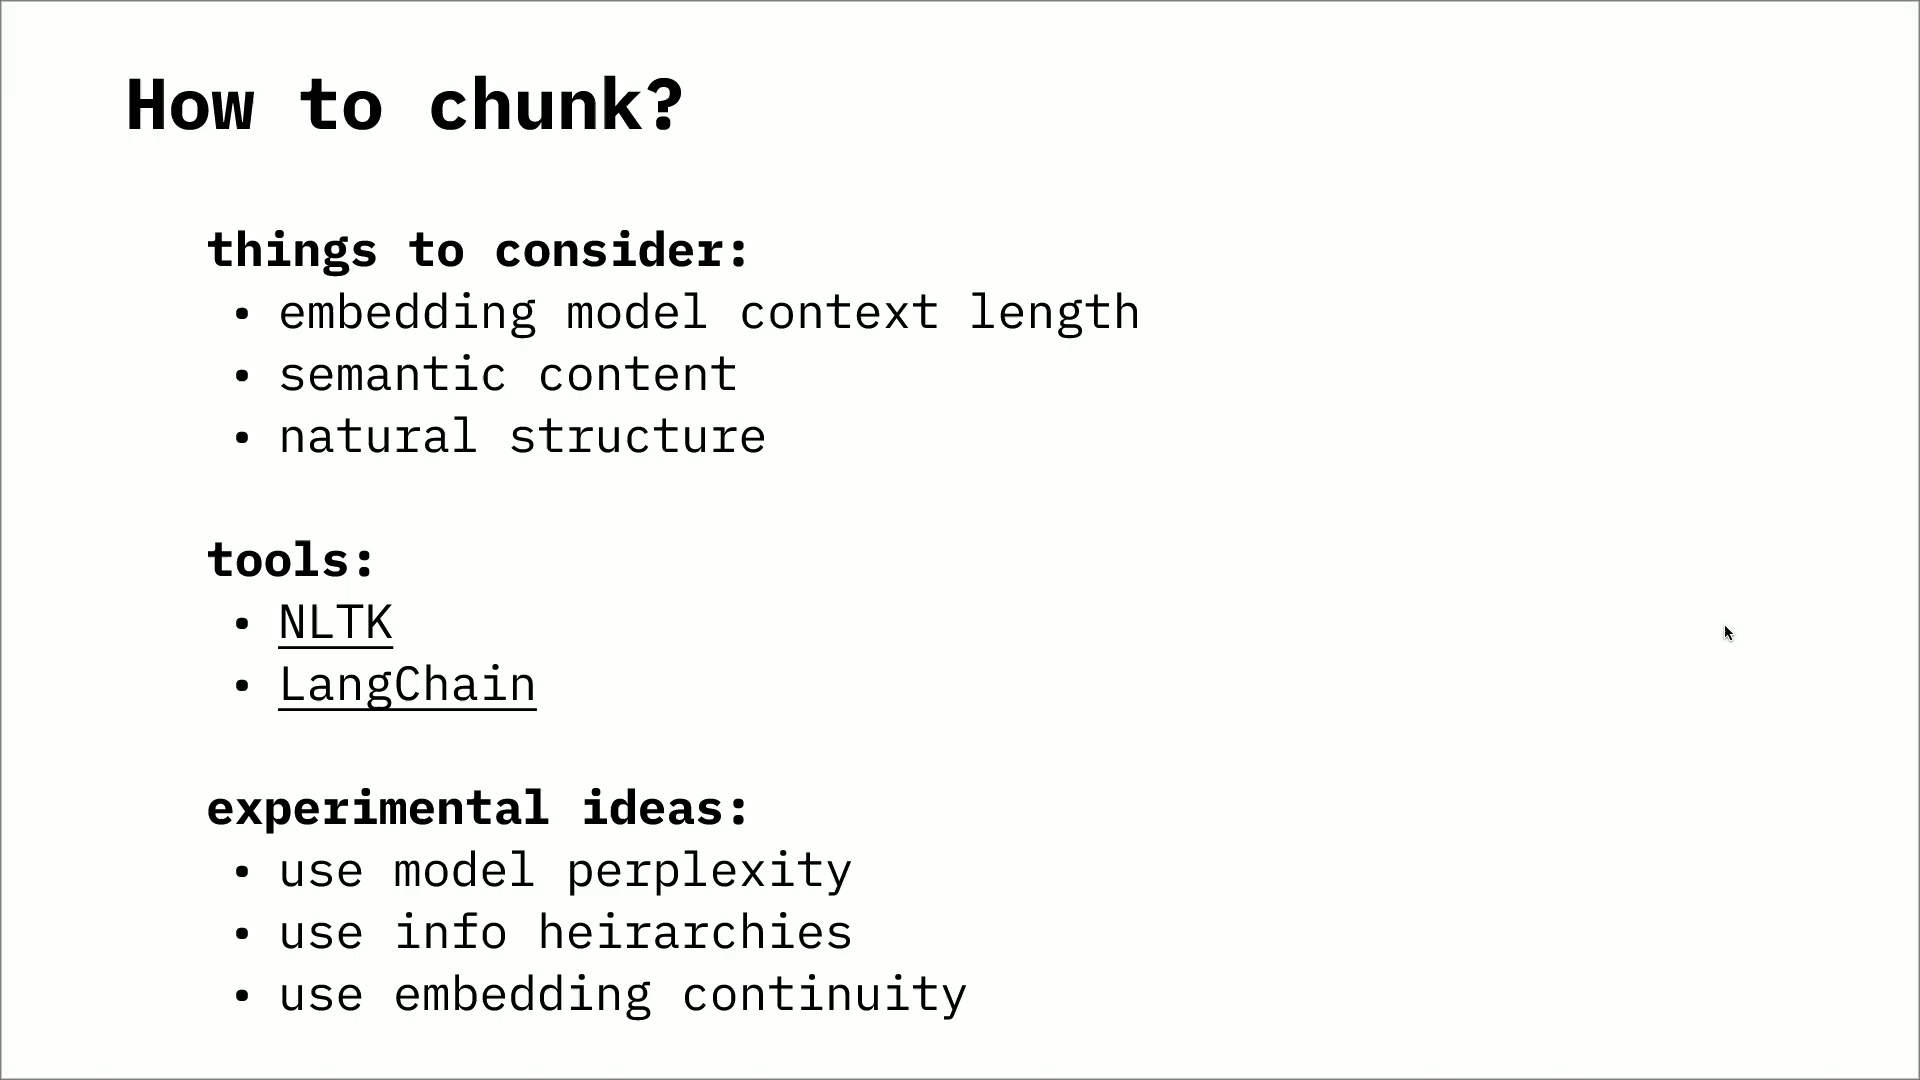 How to chunk?
things to consider:
• embedding model context length
• semantic content
• natural structure
tools:
• NLTK
• LangChain
experimental ideas:
• use model perplexity
• use info heirarchies
• use embedding continuity